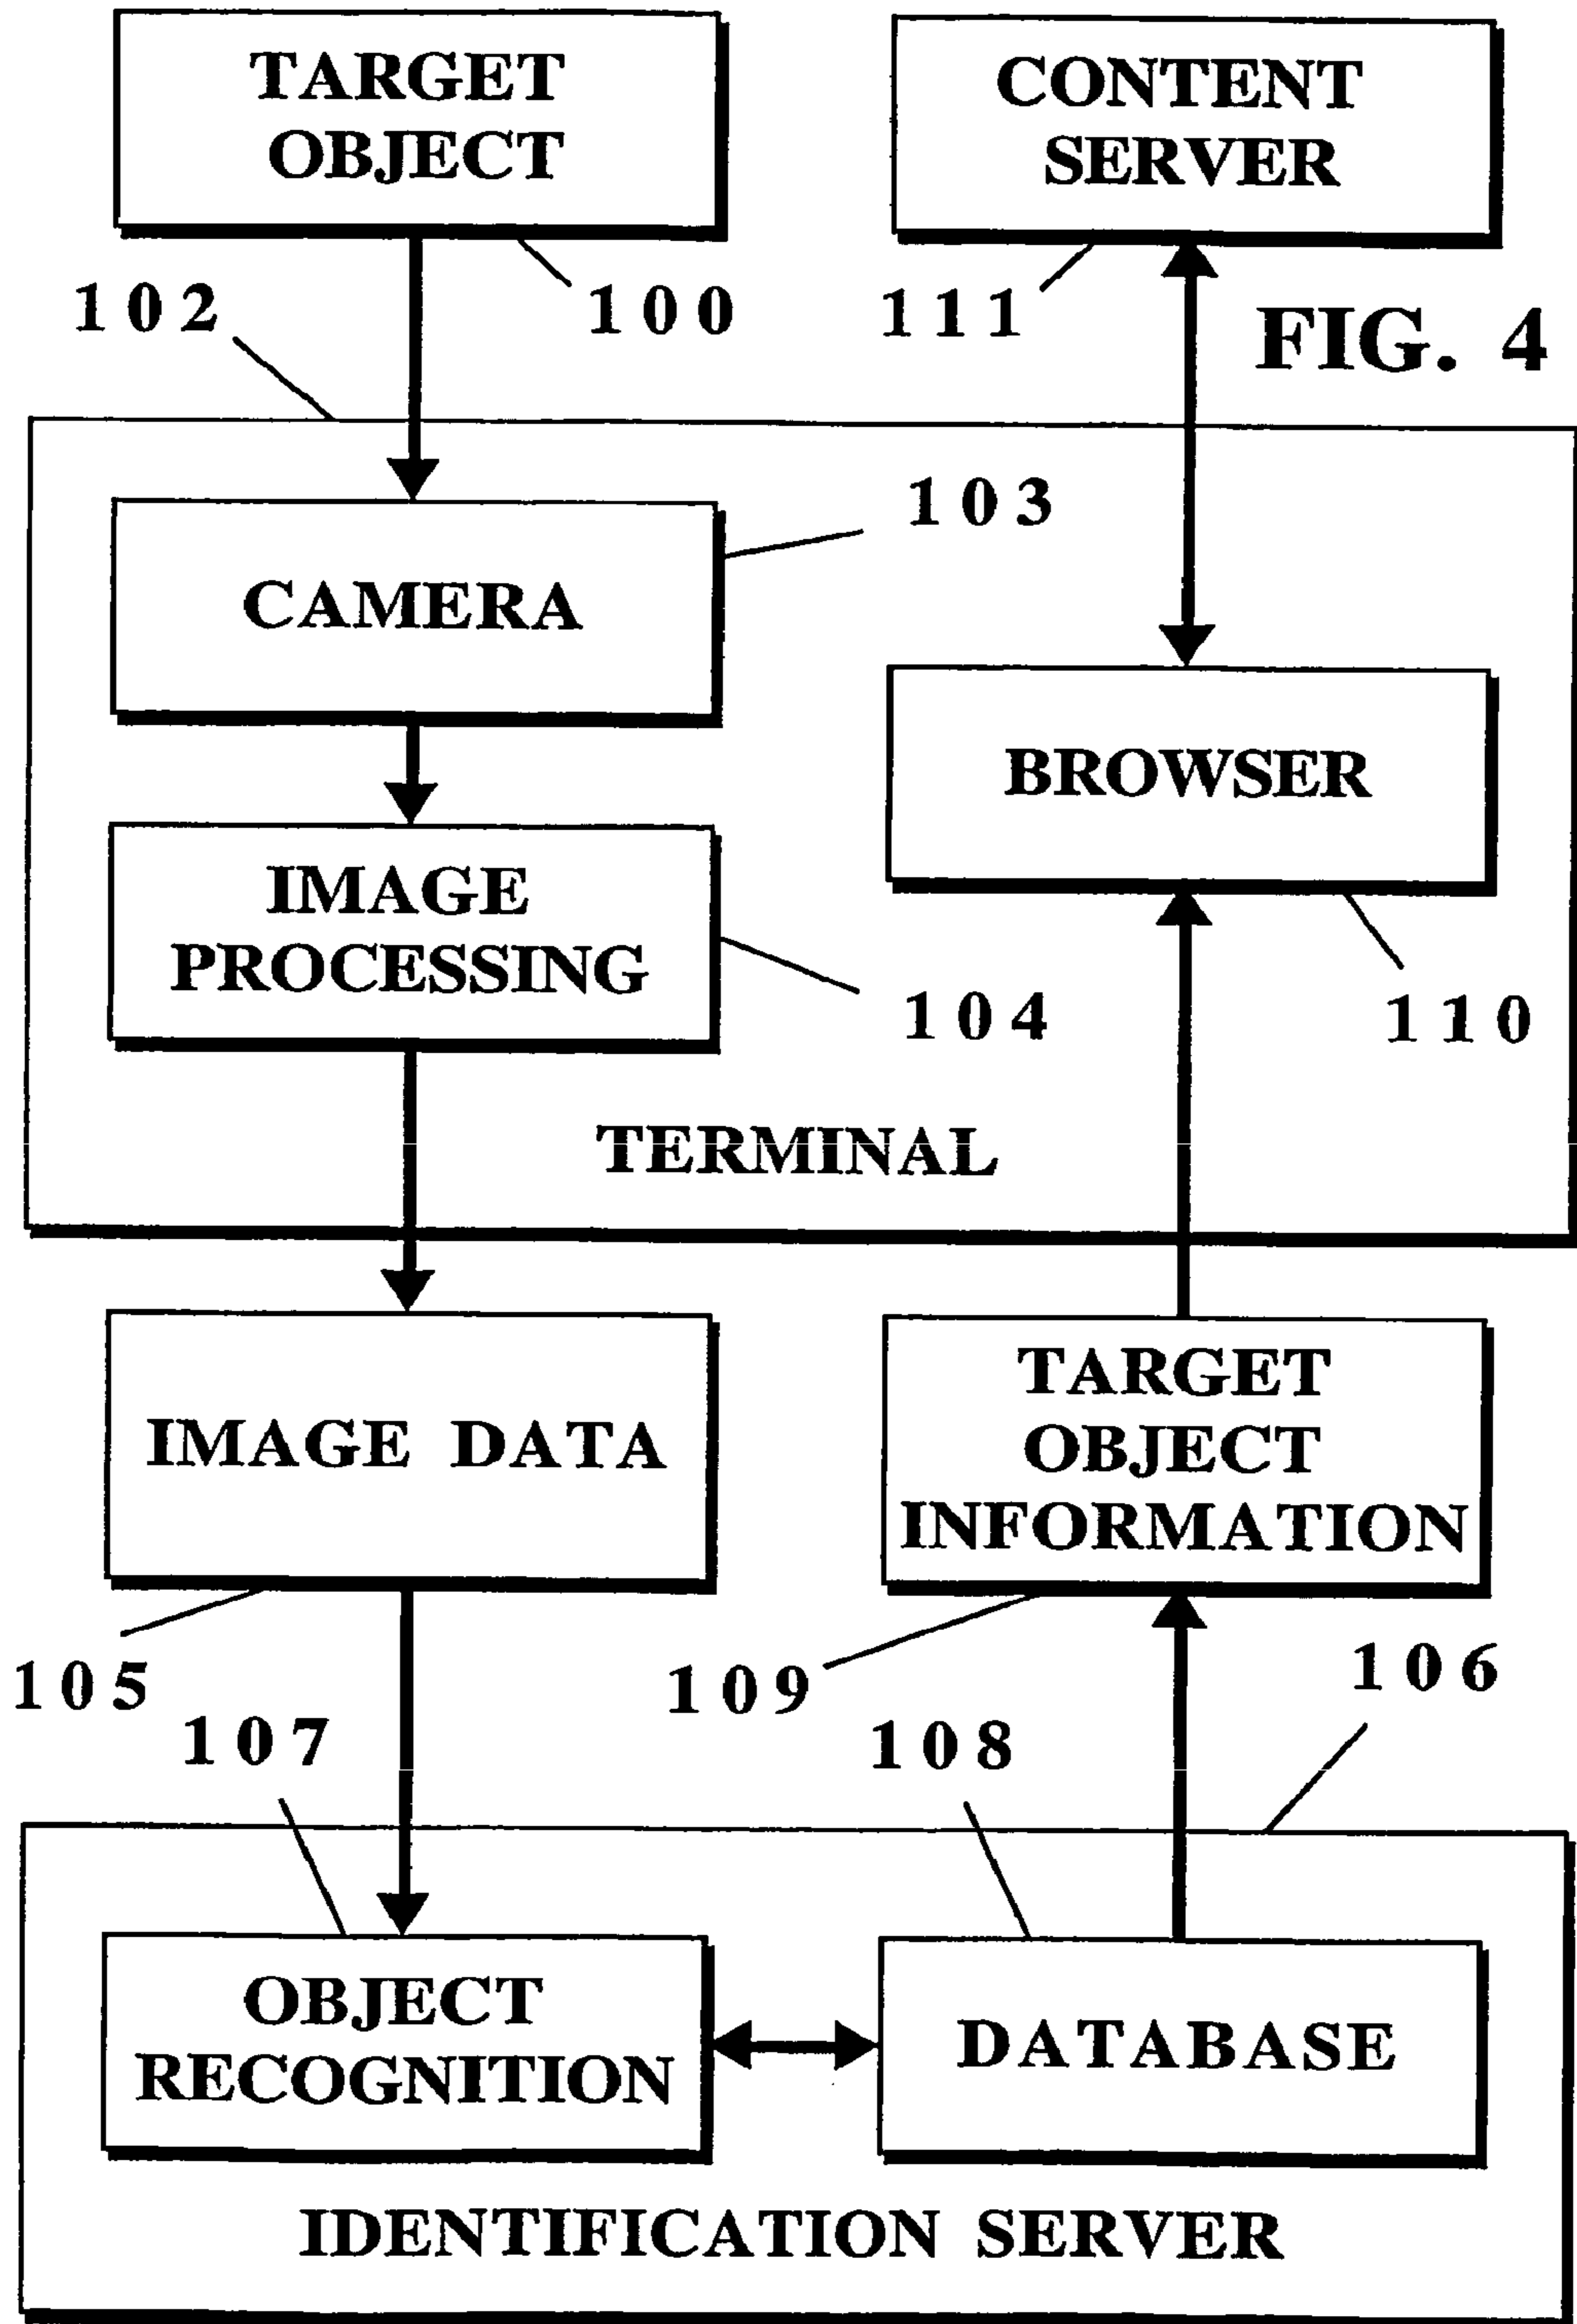 TARGET
OBJECT
CONTENT
SERVER
102
100
111
FIG. 4
103
CAMERA
BROWSER
IMAGE
PROCESSING
104
110
TERMINAL
IMAGE DATA
TARGET
OBJECT
INFORMATION
105
109
106
107
108
OBJECT
RECOGNITION
DATABASE
IDENTIFICATION SERVER